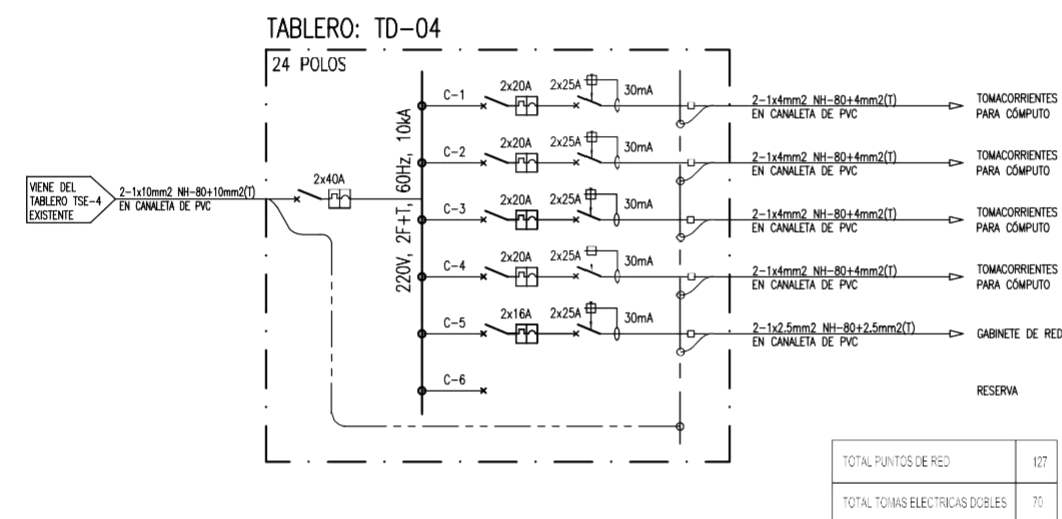 TABLERO: TD-04
24 POLOS
VIENE DEL
TABLERO TSE-4
EXISTENTE
2-1x10mm2 NH-80+10mm2(T)
EN CANALETA DE PVC
2x40A
220V, 2F+T, 60Hz, 10kA
C-1
2x20A
2x25A
30mA
2-1x4mm2 NH-80+4mm2(T)
EN CANALETA DE PVC
TOMACORRIENTES
PARA CÓMPUTO
C-2
2x20A
2x25A
30mA
2-1x4mm2 NH-80+4mm2(T)
EN CANALETA DE PVC
TOMACORRIENTES
PARA CÓMPUTO
C-3
2x20A
2x25A
30mA
2-1x4mm2 NH-80+4mm2(T)
EN CANALETA DE PVC
TOMACORRIENTES
PARA CÓMPUTO
C-4
2x20A
2x25A
30mA
2-1x4mm2 NH-80+4mm2(T)
EN CANALETA DE PVC
TOMACORRIENTES
PARA CÓMPUTO
C-5
2x16A
2x25A
30mA
2-1x2.5mm2 NH-80+2.5mm2(T)
EN CANALETA DE PVC
GABINETE DE RED
C-6
RESERVA
TOTAL PUNTOS DE RED 127
TOTAL TOMAS ELECTRICAS DOBLES 70